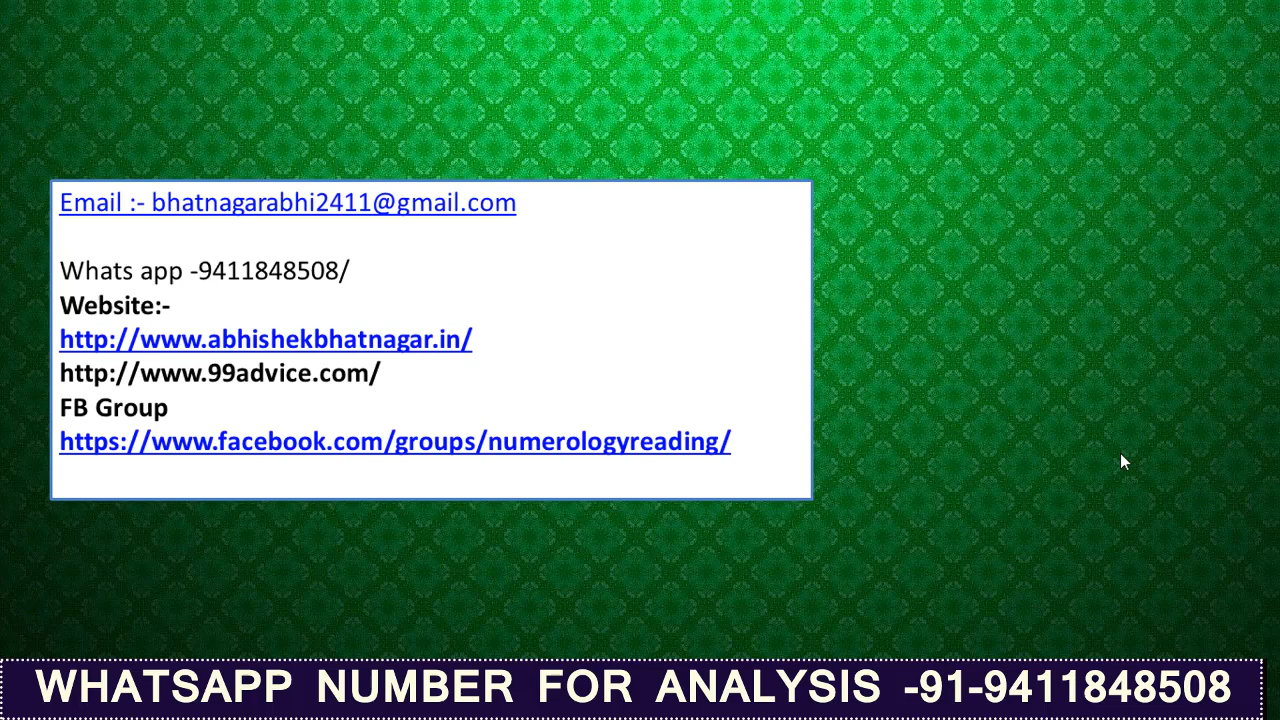 Email :- bhatnagarabhi2411@gmail.com
Whats app -9411848508/
Website:-
http://www.abhishekbhatnagar.in/
http://www.99advice.com/
FB Group
https://www.facebook.com/groups/numerologyreading/
WHATSAPP NUMBER FOR ANALYSIS -91-9411848508